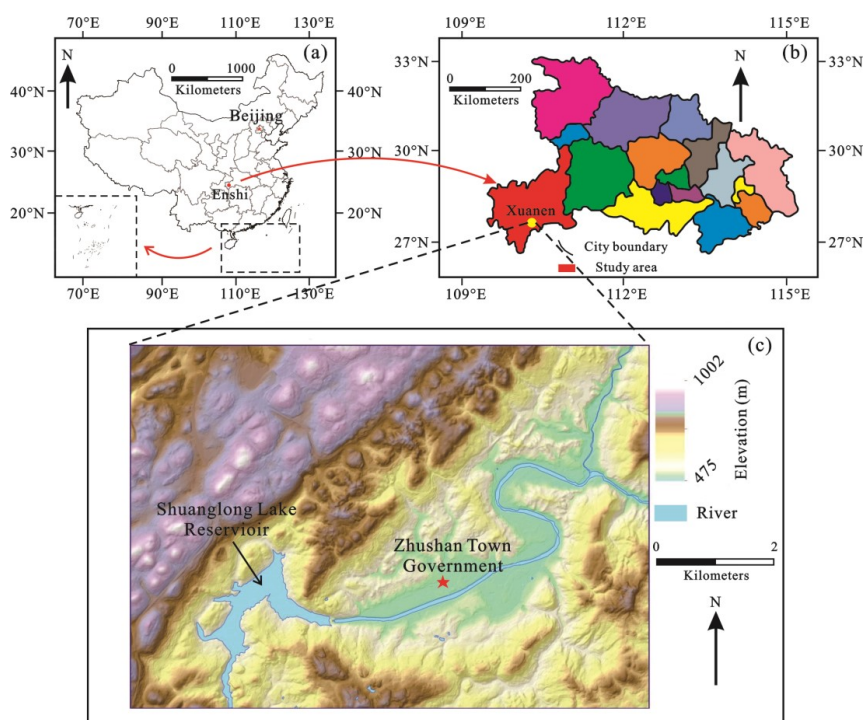 70°E
90°E
110°E
130°E
(a)
N
0
1000
Kilometers
40°N
30°N
20°N
Beijing
Enshi
40°N
30°N
20°N
70°E
90°E
110°E
130°E
109°E
112°E
115°E
(b)
33°N
30°N
27°N
0
200
Kilometers
N
Xuanen
City boundary
Study area
33°N
30°N
27°N
109°E
112°E
115°E
(c)
Shuanglong Lake
Reservioir
Zhushan Town
Government
1002
475
Elevation (m)
River
0
2
Kilometers
N